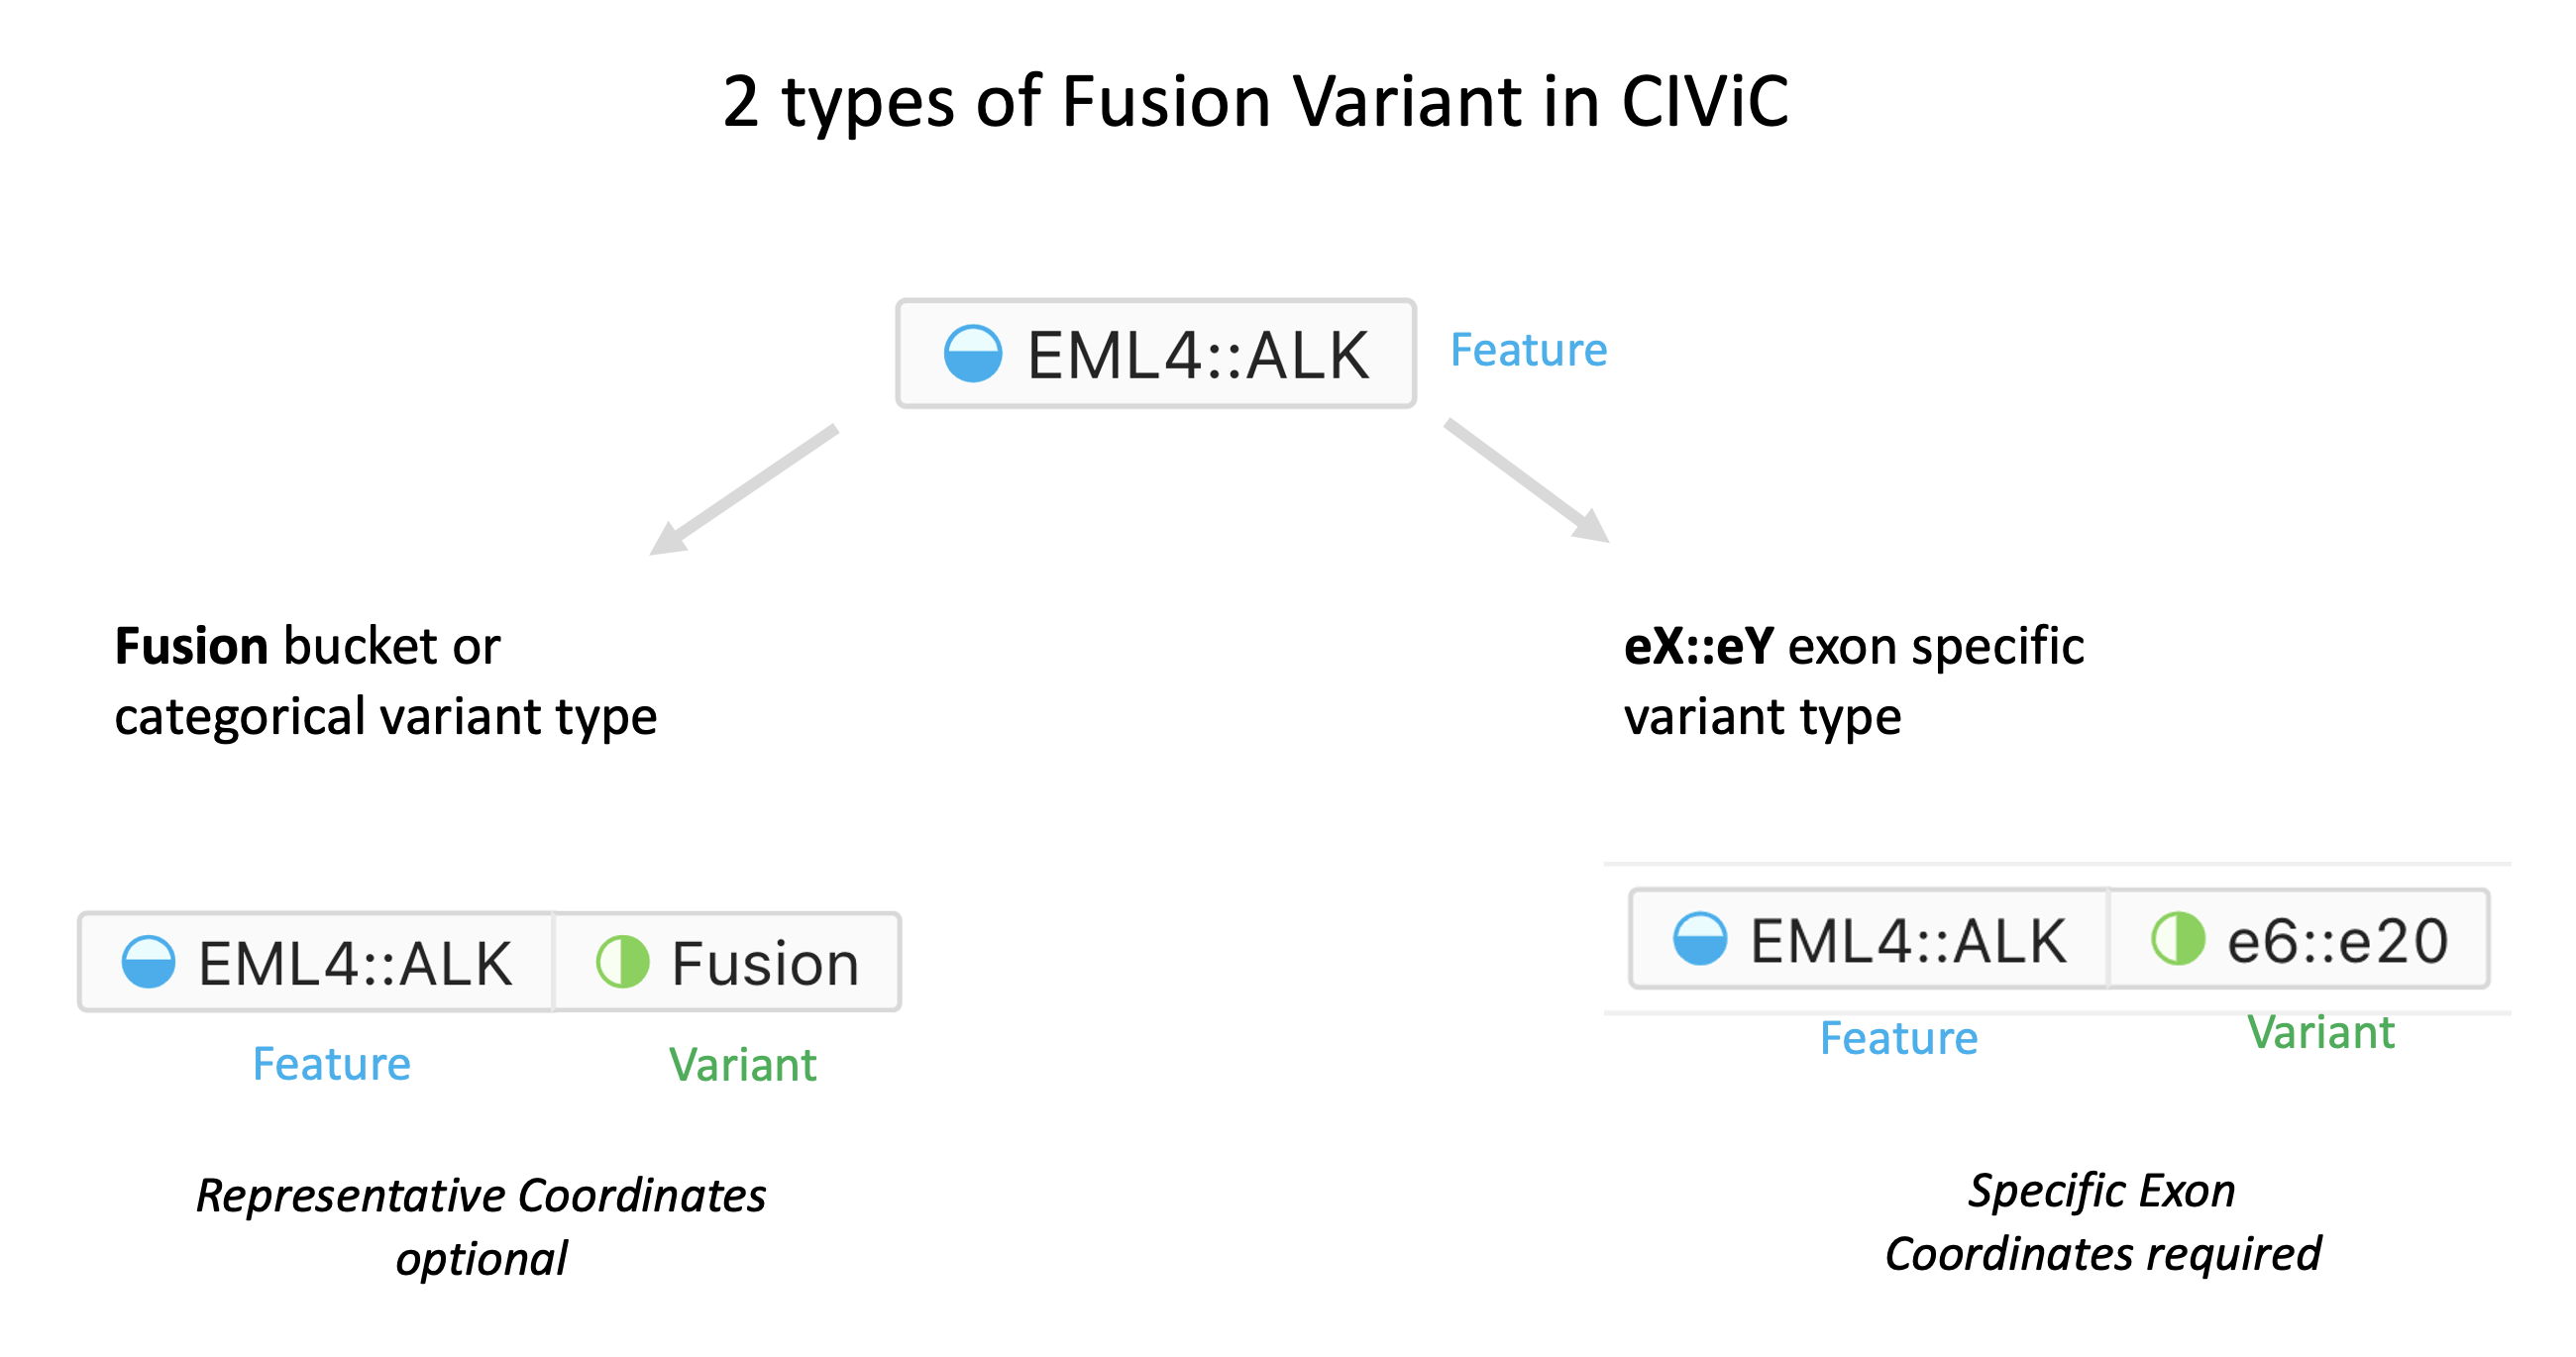 2 types of Fusion Variant in CIViC
EML4::ALK Feature
Fusion bucket or
categorical variant type
EML4::ALK Fusion
Feature Variant
Representative Coordinates
optional
eX::eY exon specific
variant type
EML4::ALK e6::e20
Feature Variant
Specific Exon
Coordinates required